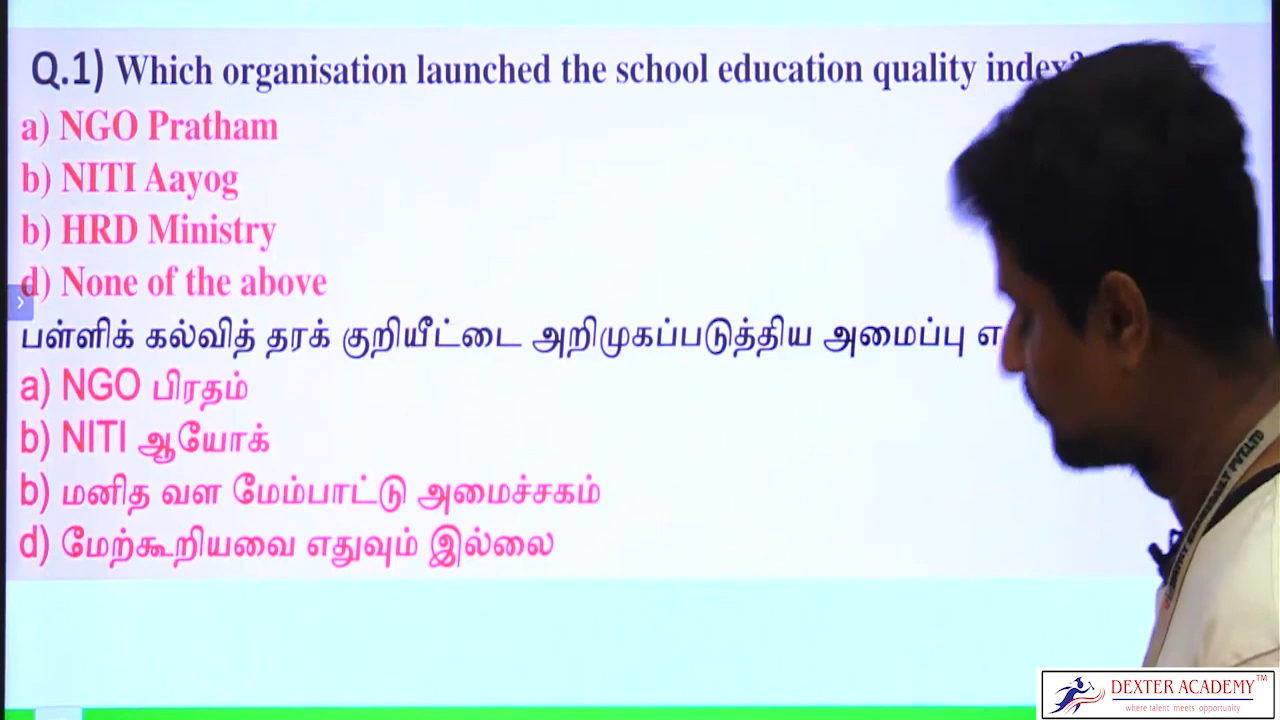 Q.1) Which organisation launched the school education quality index?
a) NGO Pratham
b) NITI Aayog
b) HRD Ministry
d) None of the above
பள்ளிக் கல்வித் தரக் குறியீட்டை அறிமுகப்படுத்திய அமைப்பு
a) NGO பிரதம்
b) NITI ஆயோக்
b) மனித வள மேம்பாட்டு அமைச்சகம்
d) மேற்கூறியவை எதுவும் இல்லை
DEXTER ACADEMY™
where talent meets opportunity